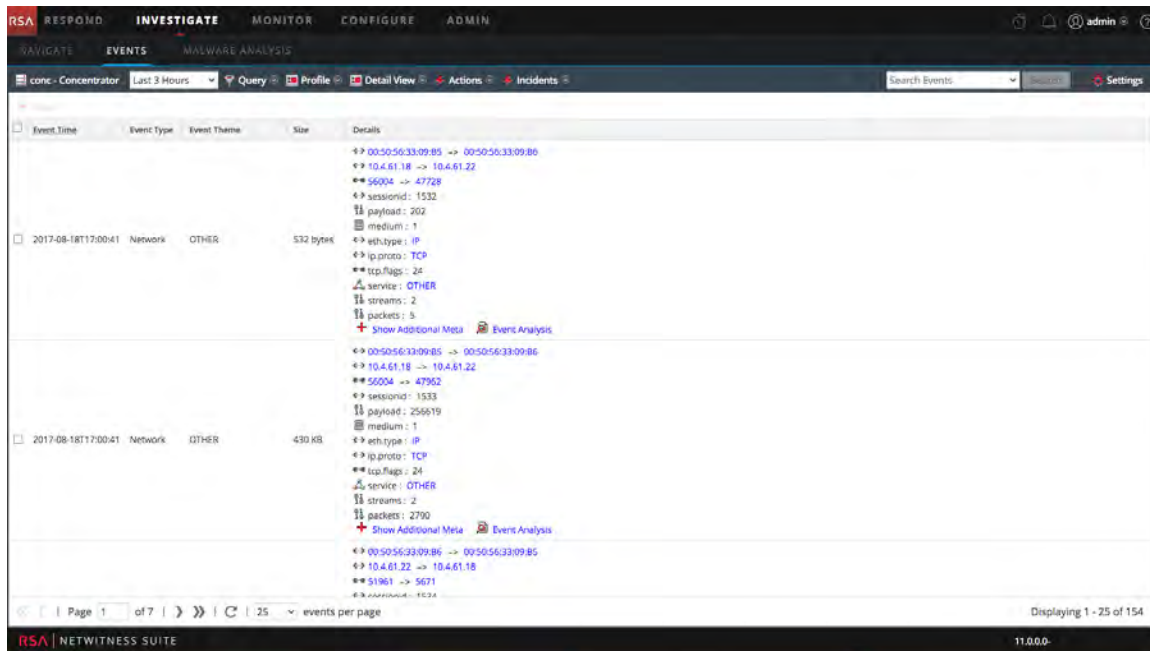 RSA RESPOND INVESTIGATE MONITOR CONFIGURE ADMIN admin
NAVIGATE EVENTS MALWARE ANALYSIS
conc - Concentrator Last 3 Hours Query Profile Detail View Actions Incidents Search Events Search Settings
Event Time Event Type Event Theme Size Details
00:50:56:33:09:B5 -> 00:50:56:33:09:B6
10.4.61.18 -> 10.4.61.22
56004 -> 47728
sessionid : 1532
payload : 202
medium : 1
2017-08-18T17:00:41 Network OTHER 532 bytes eth.type : IP
ip.proto : TCP
tcp.flags : 24
service : OTHER
streams : 2
packets : 5
Show Additional Meta Event Analysis
00:50:56:33:09:B5 -> 00:50:56:33:09:B6
10.4.61.18 -> 10.4.61.22
56004 -> 47962
sessionid : 1533
payload : 256619
medium : 1
2017-08-18T17:00:41 Network OTHER 430 KB eth.type : IP
ip.proto : TCP
tcp.flags : 24
service : OTHER
streams : 2
packets : 2790
Show Additional Meta Event Analysis
00:50:56:33:09:B6 -> 00:50:56:33:09:B5
10.4.61.22 -> 10.4.61.18
51961 -> 5671
sessionid : 1534
Page 1 of 7 25 events per page Displaying 1 - 25 of 154
RSA NETWITNESS SUITE 11.0.0.0-